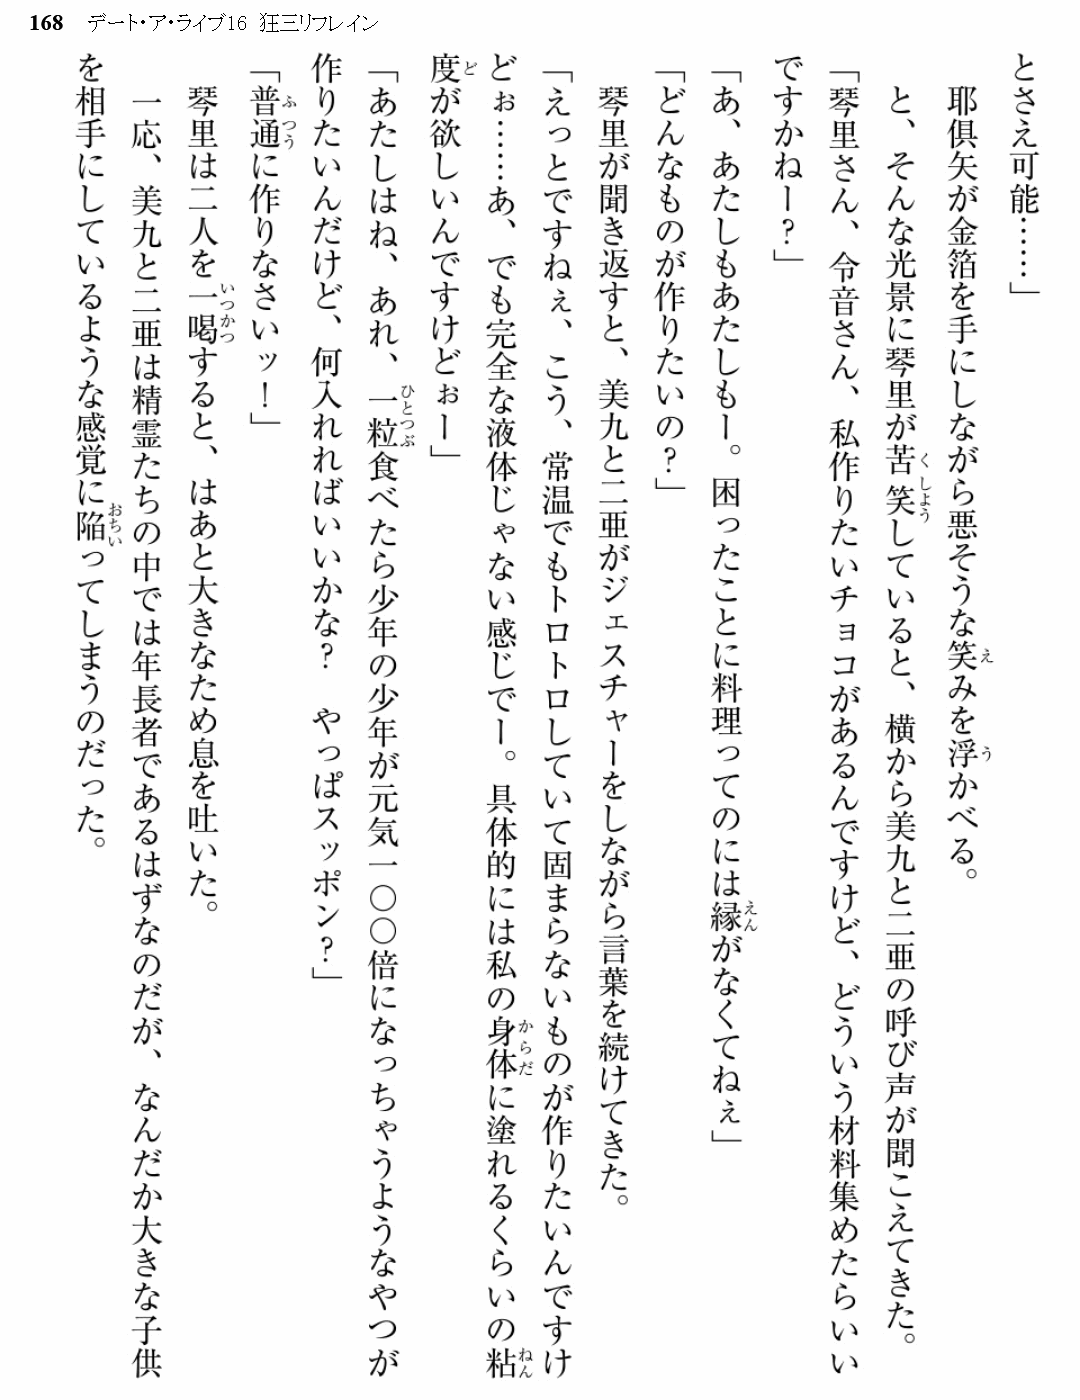 168 デート・ア・ライブ16 狂三リフレイン
とさえ可能……」
耶倶矢が金箔を手にしながら悪そうな笑みを浮かべる。
と、そんな光景に琴里が苦笑していると、横から美九と二亜の呼び声が聞こえてきた。
「琴里さん、令音さん、私作りたいチョコがあるんですけど、どういう材料集めたらいい
ですかねー?」
「あ、あたしもあたしもー。困ったことに料理ってのには縁がなくてねぇ」
「どんなものが作りたいの?」
琴里が聞き返すと、美九と二亜がジェスチャーをしながら言葉を続けてきた。
「えっとですねぇ、こう、常温でもトロトロしていて固まらないものが作りたいんですけ
どぉ……あ、でも完全な液体じゃない感じでー。具体的には私の身体に塗れるくらいの粘
度が欲しいんですけどぉー」
「あたしはね、あれ、一粒食べたら少年の少年が元気一〇〇倍になっちゃうようなやつが
作りたいんだけど、何入れればいいかな? やっぱスッポン?」
「普通に作りなさいッ!」
琴里は二人を一喝すると、はあと大きなため息を吐いた。
一応、美九と二亜は精霊たちの中では年長者であるはずなのだが、なんだか大きな子供
を相手にしているような感覚に陥ってしまうのだった。